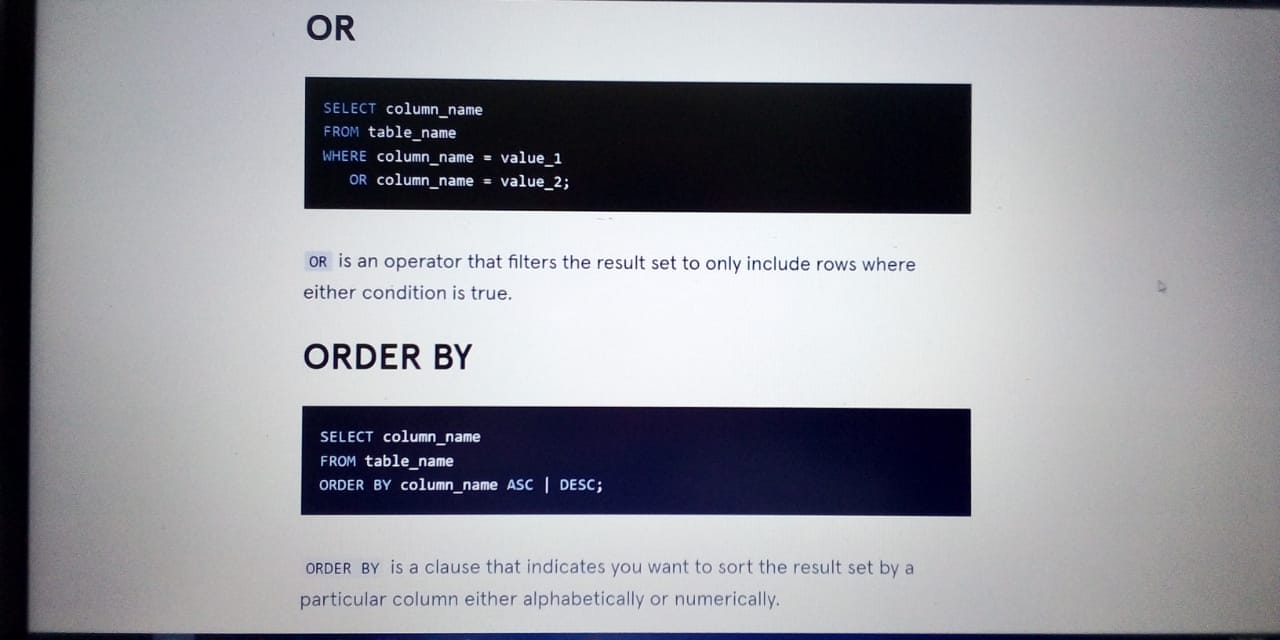 OR
SELECT column_name
FROM table_name
WHERE column_name = value_1
OR column_name = value_2;
OR is an operator that filters the result set to only include rows where
either condition is true.
ORDER BY
SELECT column_name
FROM table_name
ORDER BY column_name ASC | DESC;
ORDER BY is a clause that indicates you want to sort the result set by a
particular column either alphabetically or numerically.